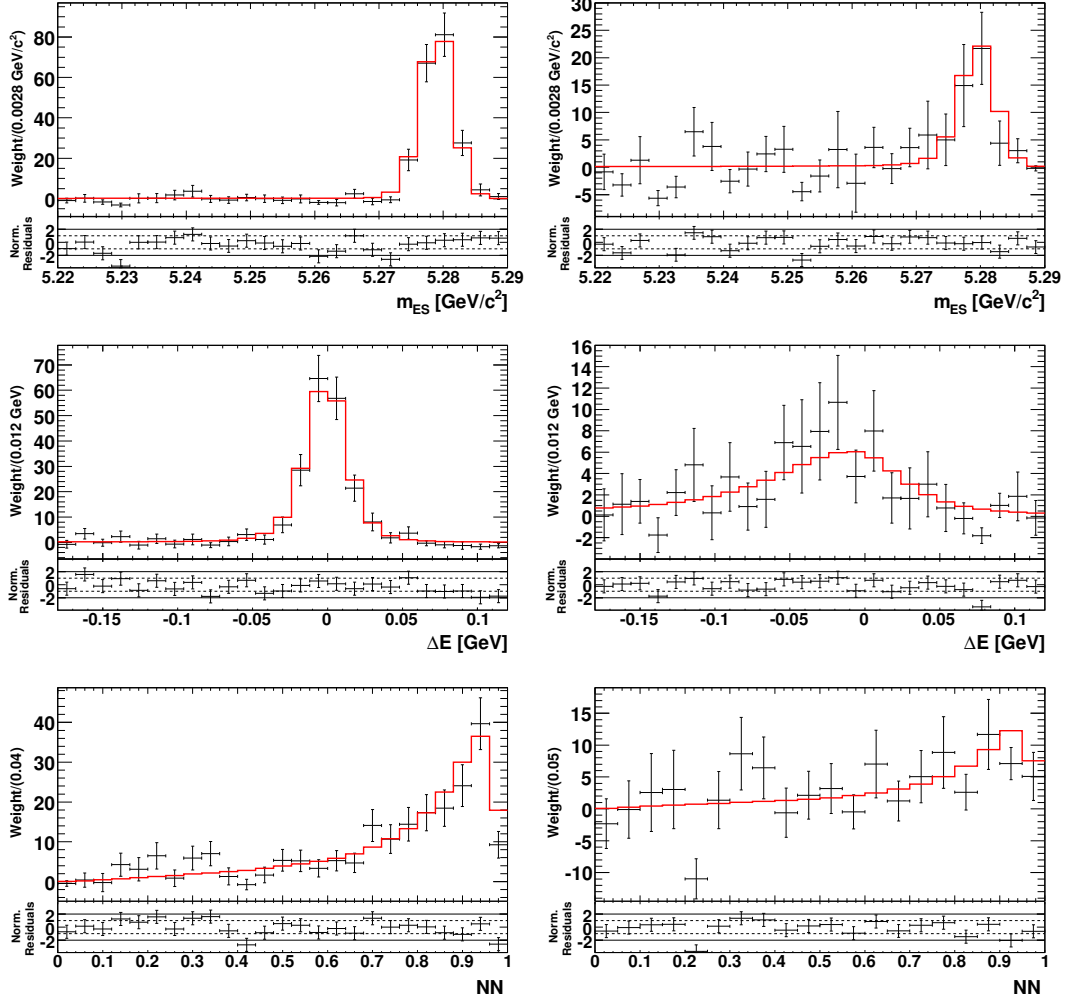 Weight/(0.0028 GeV/c²)
80
60
40
20
0
Norm.
Residuals
2
0
-2
5.22 5.23 5.24 5.25 5.26 5.27 5.28 5.29
m_ES [GeV/c²]
Weight/(0.0028 GeV/c²)
30
25
20
15
10
5
0
-5
Norm.
Residuals
2
0
-2
5.22 5.23 5.24 5.25 5.26 5.27 5.28 5.29
m_ES [GeV/c²]
Weight/(0.012 GeV)
70
60
50
40
30
20
10
0
Norm.
Residuals
2
0
-2
-0.15 -0.1 -0.05 0 0.05 0.1
ΔE [GeV]
Weight/(0.012 GeV)
16
14
12
10
8
6
4
2
0
-2
Norm.
Residuals
2
0
-2
-0.15 -0.1 -0.05 0 0.05 0.1
ΔE [GeV]
Weight/(0.04)
40
30
20
10
0
Norm.
Residuals
2
0
-2
0 0.1 0.2 0.3 0.4 0.5 0.6 0.7 0.8 0.9 1
NN
Weight/(0.05)
15
10
5
0
-5
-10
Norm.
Residuals
2
0
-2
0 0.1 0.2 0.3 0.4 0.5 0.6 0.7 0.8 0.9 1
NN